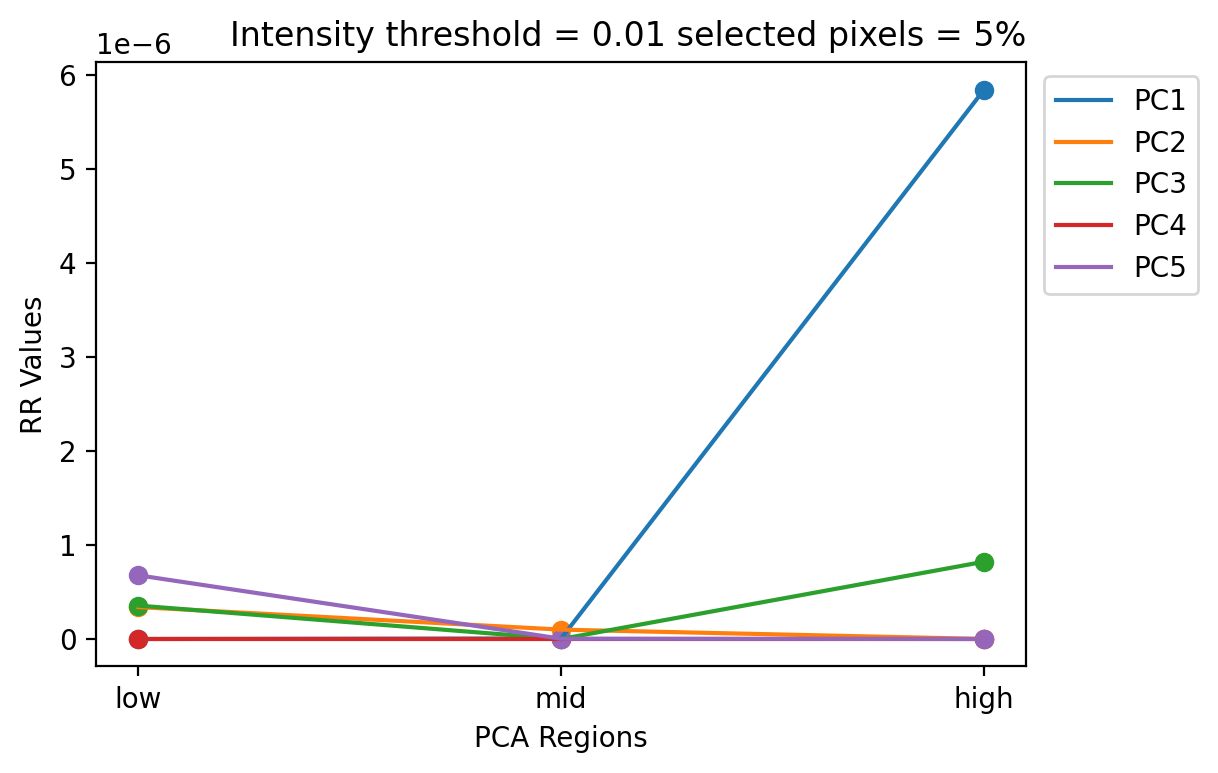 Intensity threshold = 0.01 selected pixels = 5%
1e−6
6
5
4
3
2
1
0
RR Values
low
mid
high
PCA Regions
PC1
PC2
PC3
PC4
PC5